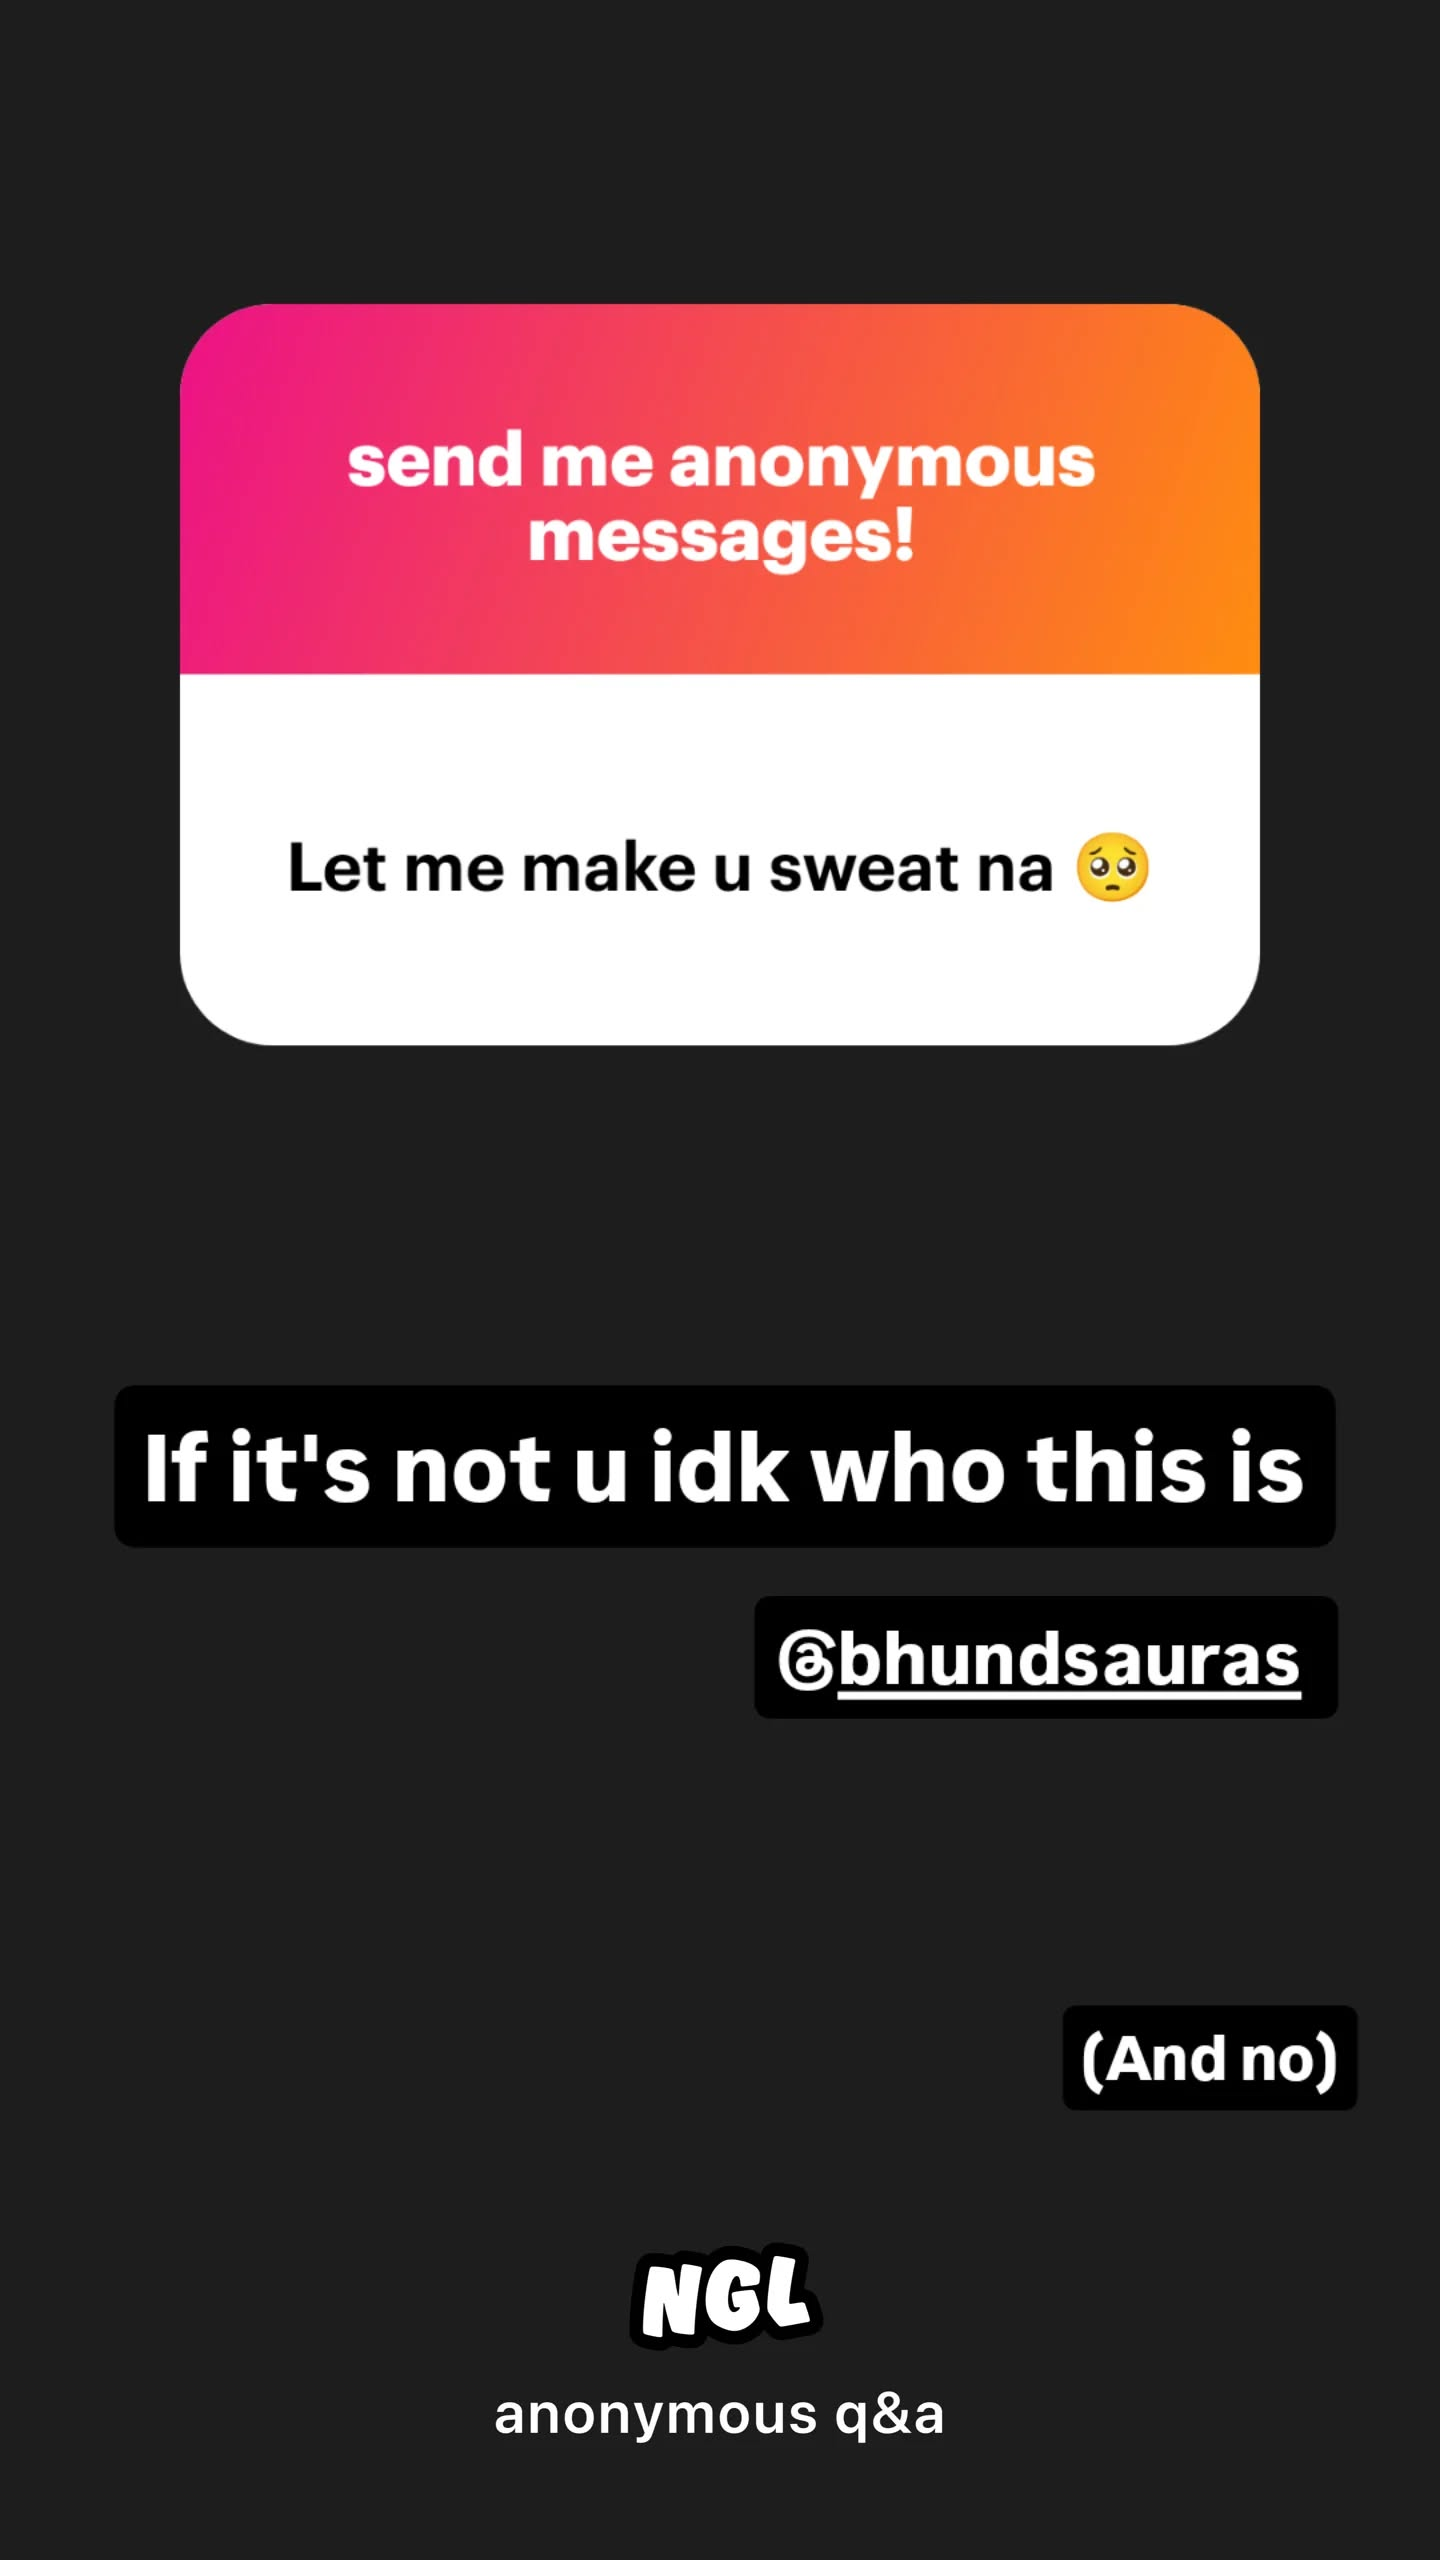 send me anonymous
messages!
Let me make u sweat na 🥺
If it's not u idk who this is
@bhundsauras
(And no)
NGL
anonymous q&a